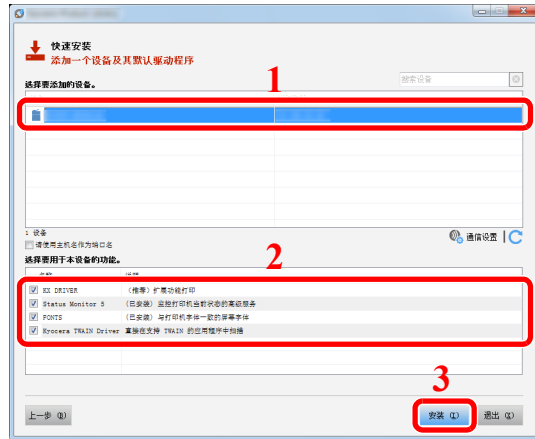 快速安装
添加一个设备及其默认驱动程序
1
选择要添加的设备。
搜索设备
1 设备
请使用主机名作为端口名
通信设置
选择要用于本设备的功能。
2
名称 说明
KX DRIVER （推荐）扩展功能打印
Status Monitor 5 （已安装）监控打印机当前状态的高级服务
FONTS （已安装）与打印机字体一致的屏幕字体
Kyocera TWAIN Driver 直接在支持 TWAIN 的应用程序中扫描
3
上一步 (B) 安装 (I) 退出 (X)